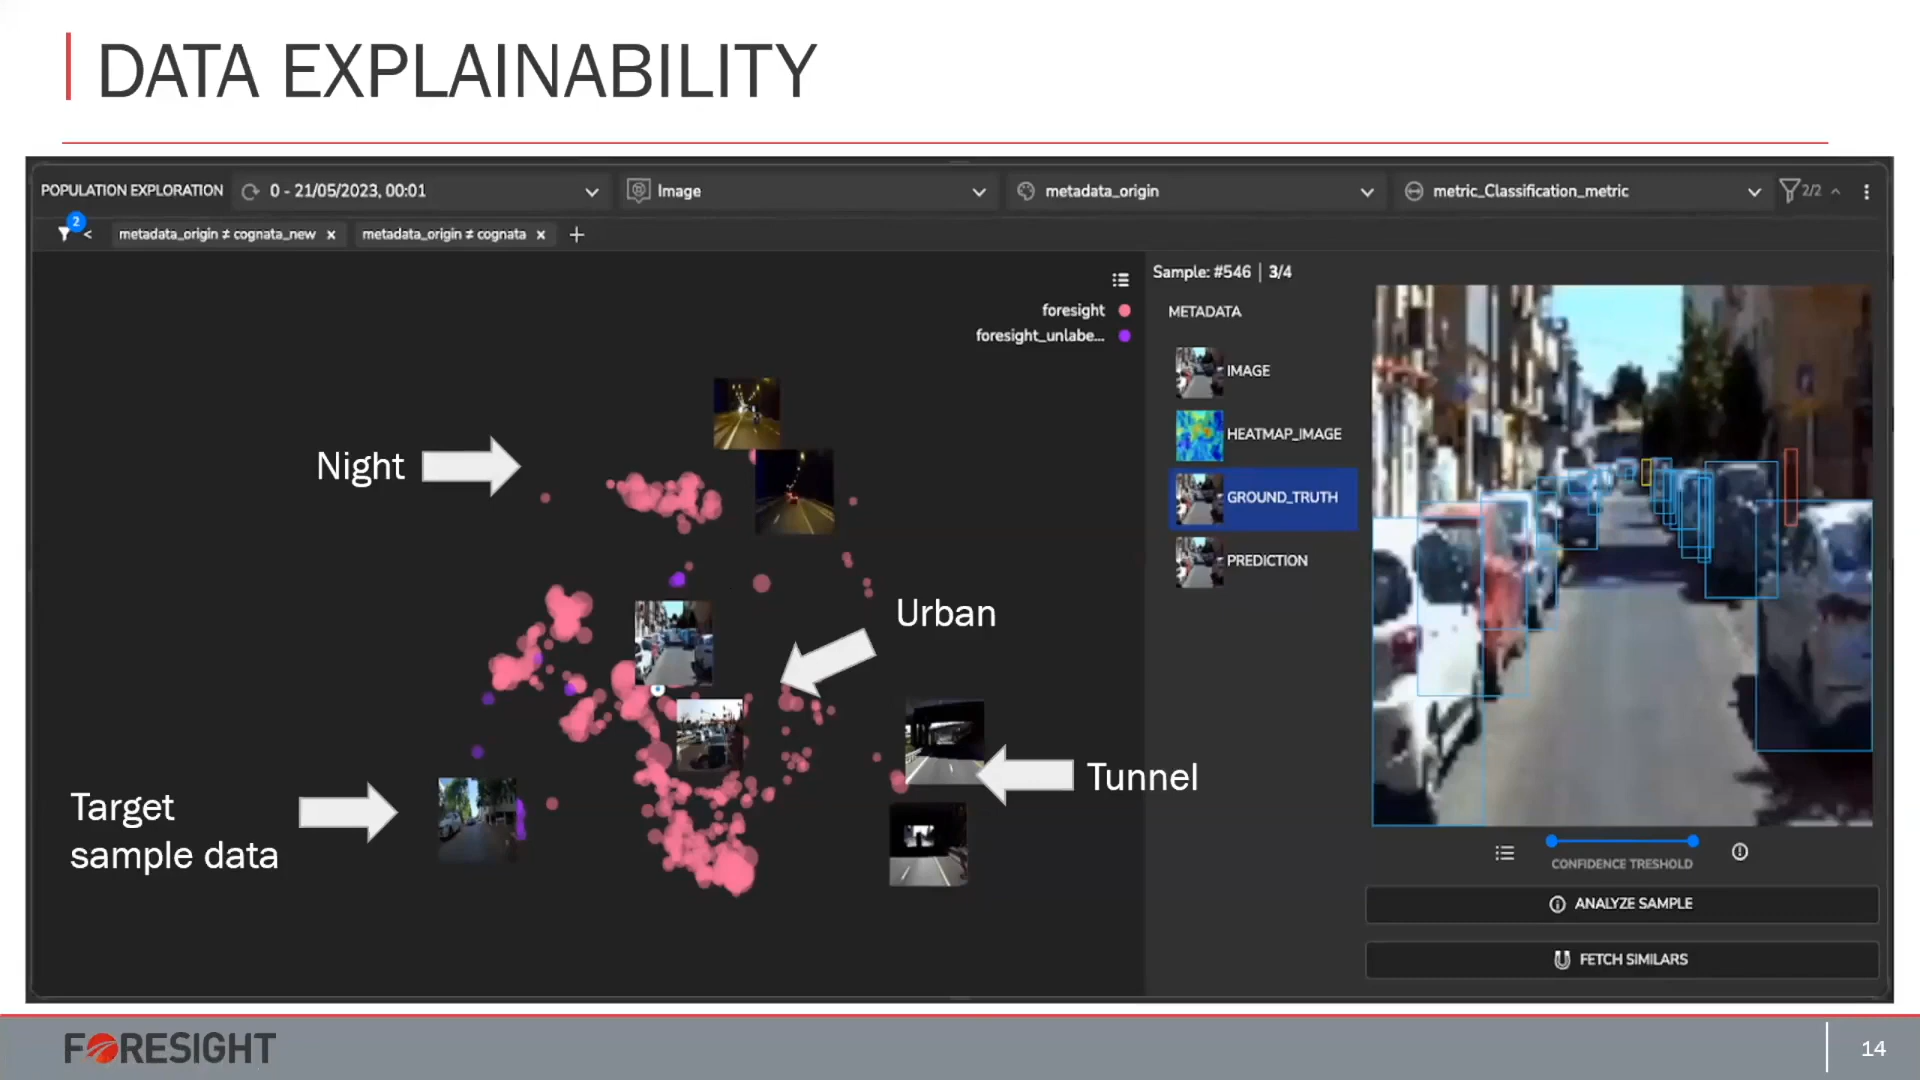 DATA EXPLAINABILITY
POPULATION EXPLORATION
0 - 21/05/2023, 00:01
Image
metadata_origin
metric_Classification_metric
2/2
2
metadata_origin ≠ cognata_new ×
metadata_origin ≠ cognata ×
foresight
foresight_unlabe...
Sample: #546 | 3/4
METADATA
IMAGE
HEATMAP_IMAGE
GROUND_TRUTH
PREDICTION
Night
Urban
Tunnel
Target
sample data
CONFIDENCE TRESHOLD
ANALYZE SAMPLE
FETCH SIMILARS
FORESIGHT
14